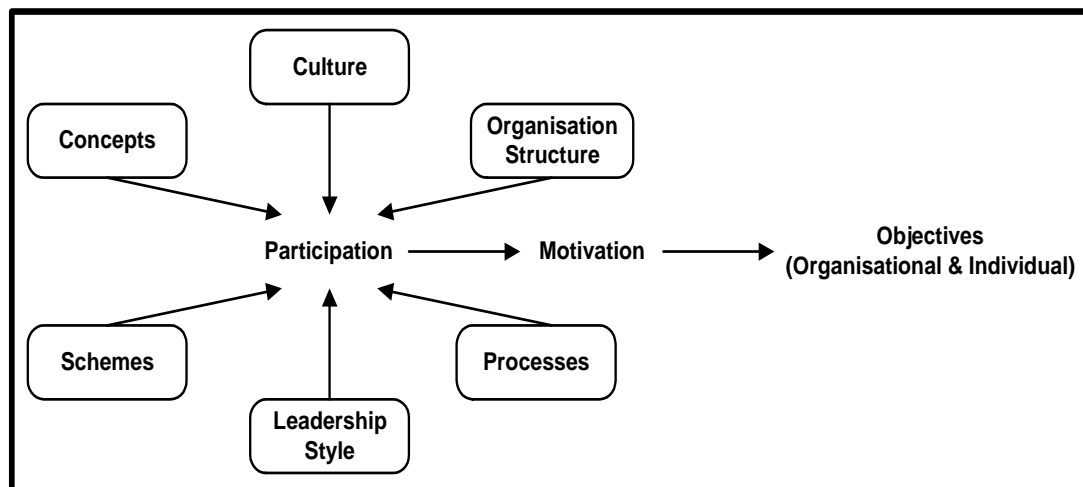 Culture
Concepts
Organisation
Structure
Participation
Motivation
Objectives
(Organisational & Individual)
Schemes
Processes
Leadership
Style